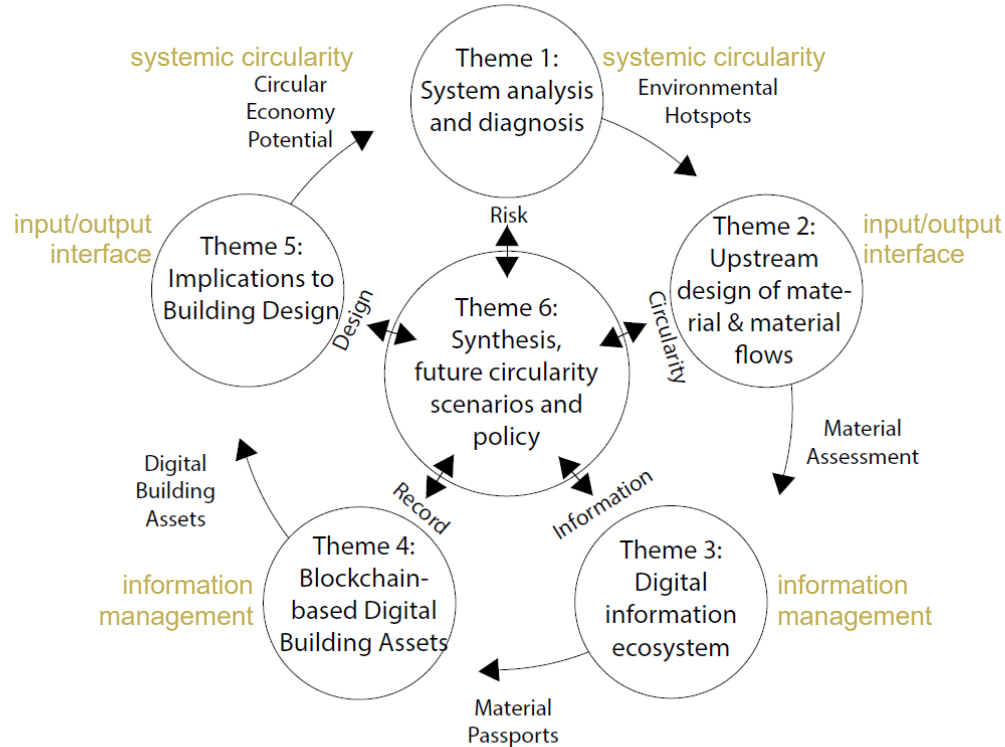 systemic circularity
Theme 1:
System analysis
and diagnosis
systemic circularity
Circular
Economy
Potential
Environmental
Hotspots
Risk
input/output
interface
Theme 5:
Implications to
Building Design
Design
Theme 6:
Synthesis,
future circularity
scenarios and
policy
Circularity
Theme 2:
Upstream
design of mate-
rial & material
flows
input/output
interface
Material
Assessment
Digital
Building
Assets
Record
Information
information
management
Theme 4:
Blockchain-
based Digital
Building Assets
Theme 3:
Digital
information
ecosystem
information
management
Material
Passports